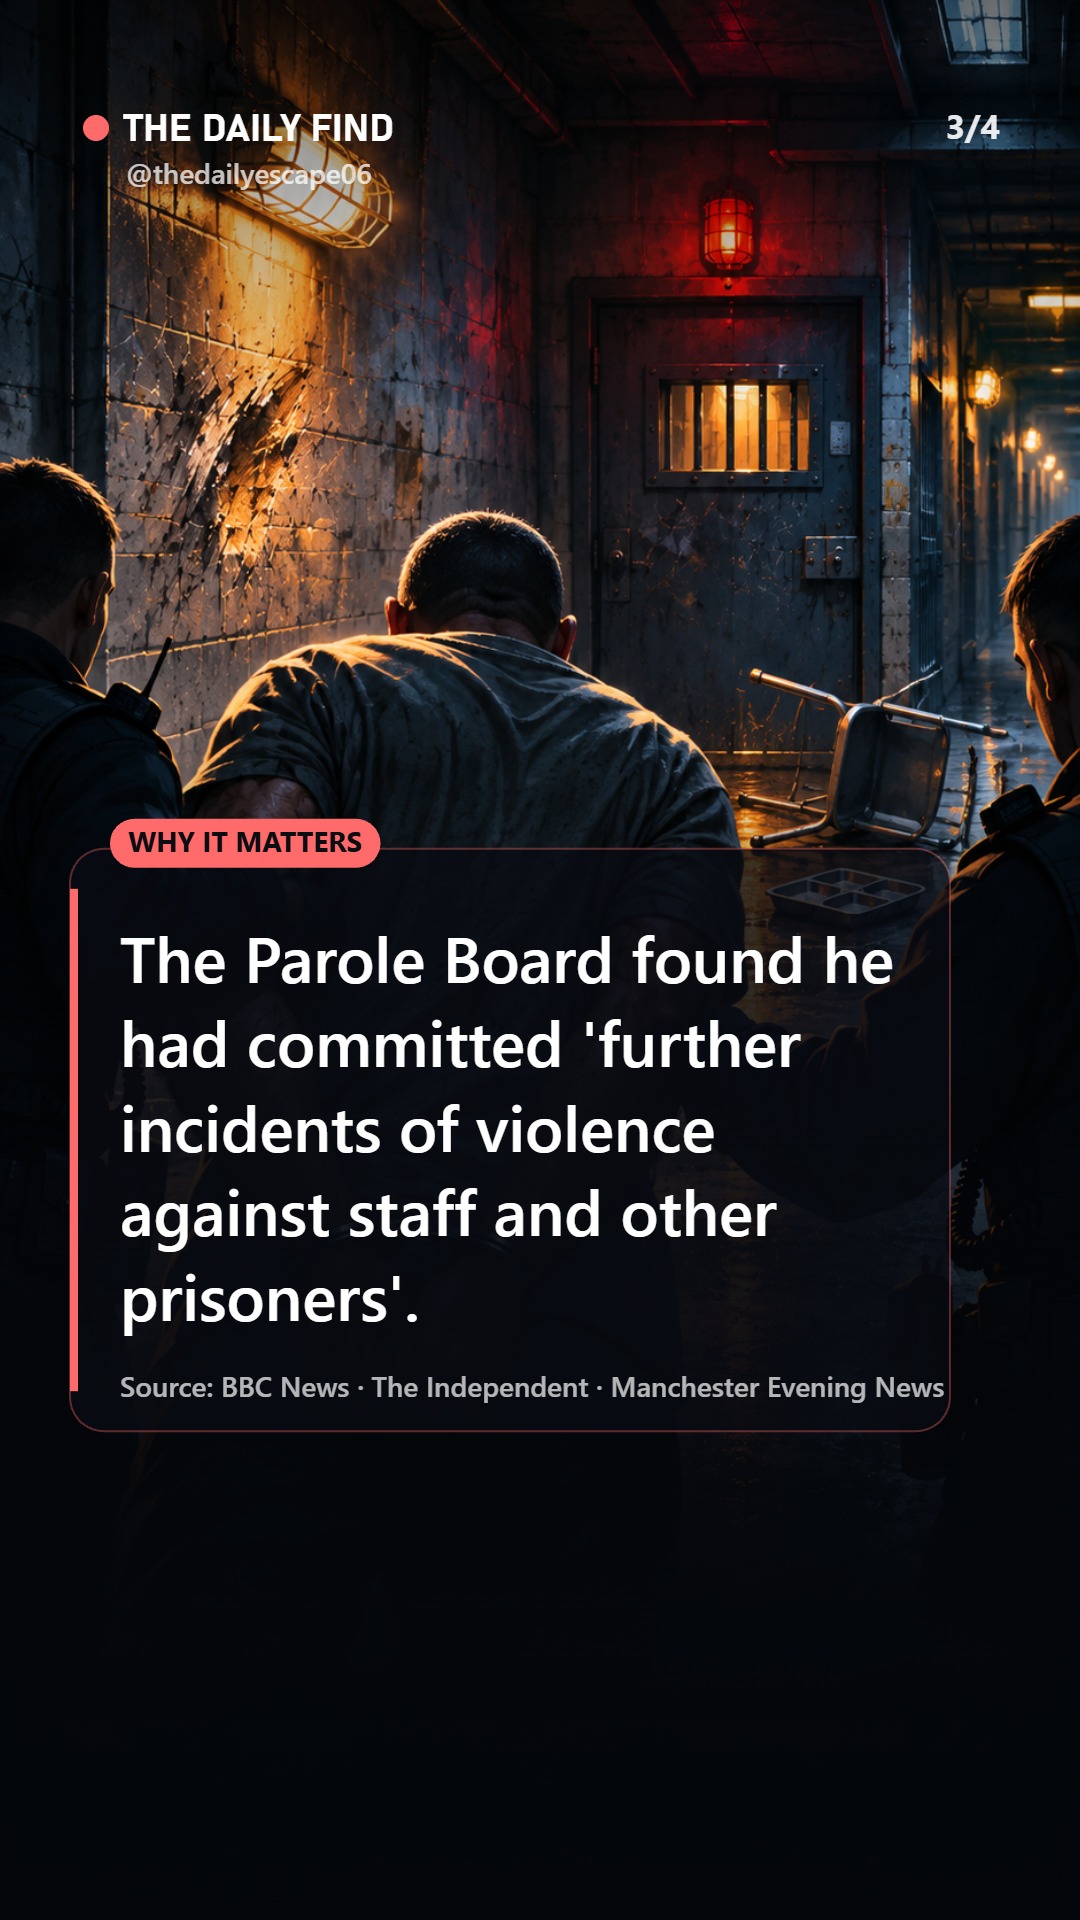 THE DAILY FIND
3/4
@thedailyescape06
WHY IT MATTERS
The Parole Board found he
had committed 'further
incidents of violence
against staff and other
prisoners'.
Source: BBC News · The Independent · Manchester Evening News